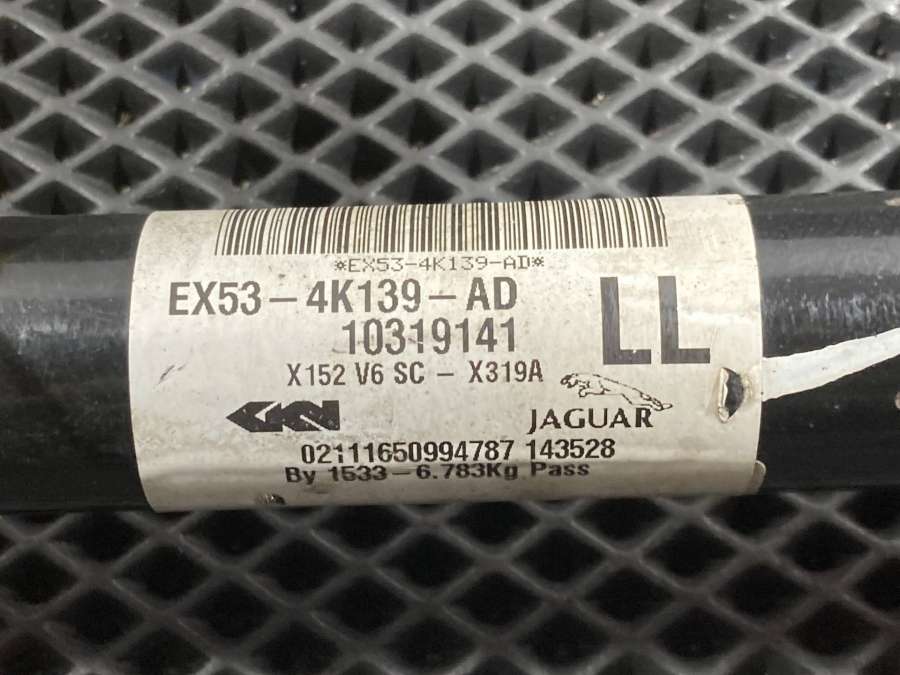 *EX53-4K139-AD*
EX53-4K139-AD
10319141
LL
X152 V6 SC - X319A
GKN
JAGUAR
02111650994787 143528
By 1533-6.783Kg Pass